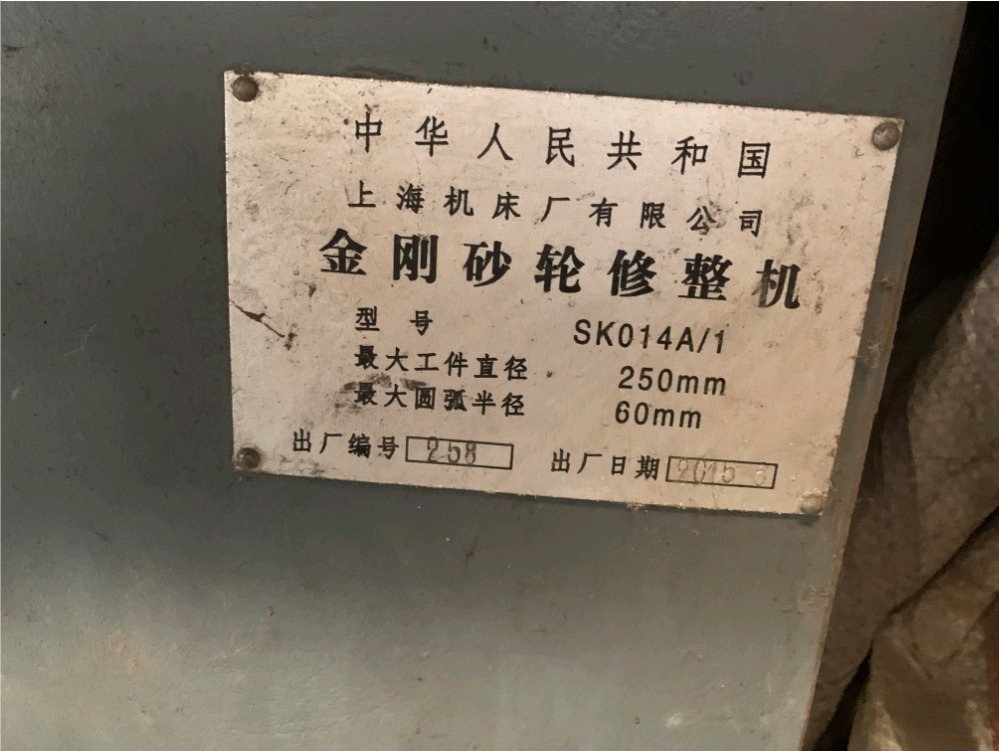 中华人民共和国
上海机床厂有限公司
金刚砂轮修整机
型号 SK014A/1
最大工件直径 250mm
最大圆弧半径 60mm
出厂编号 258 出厂日期 2015 6